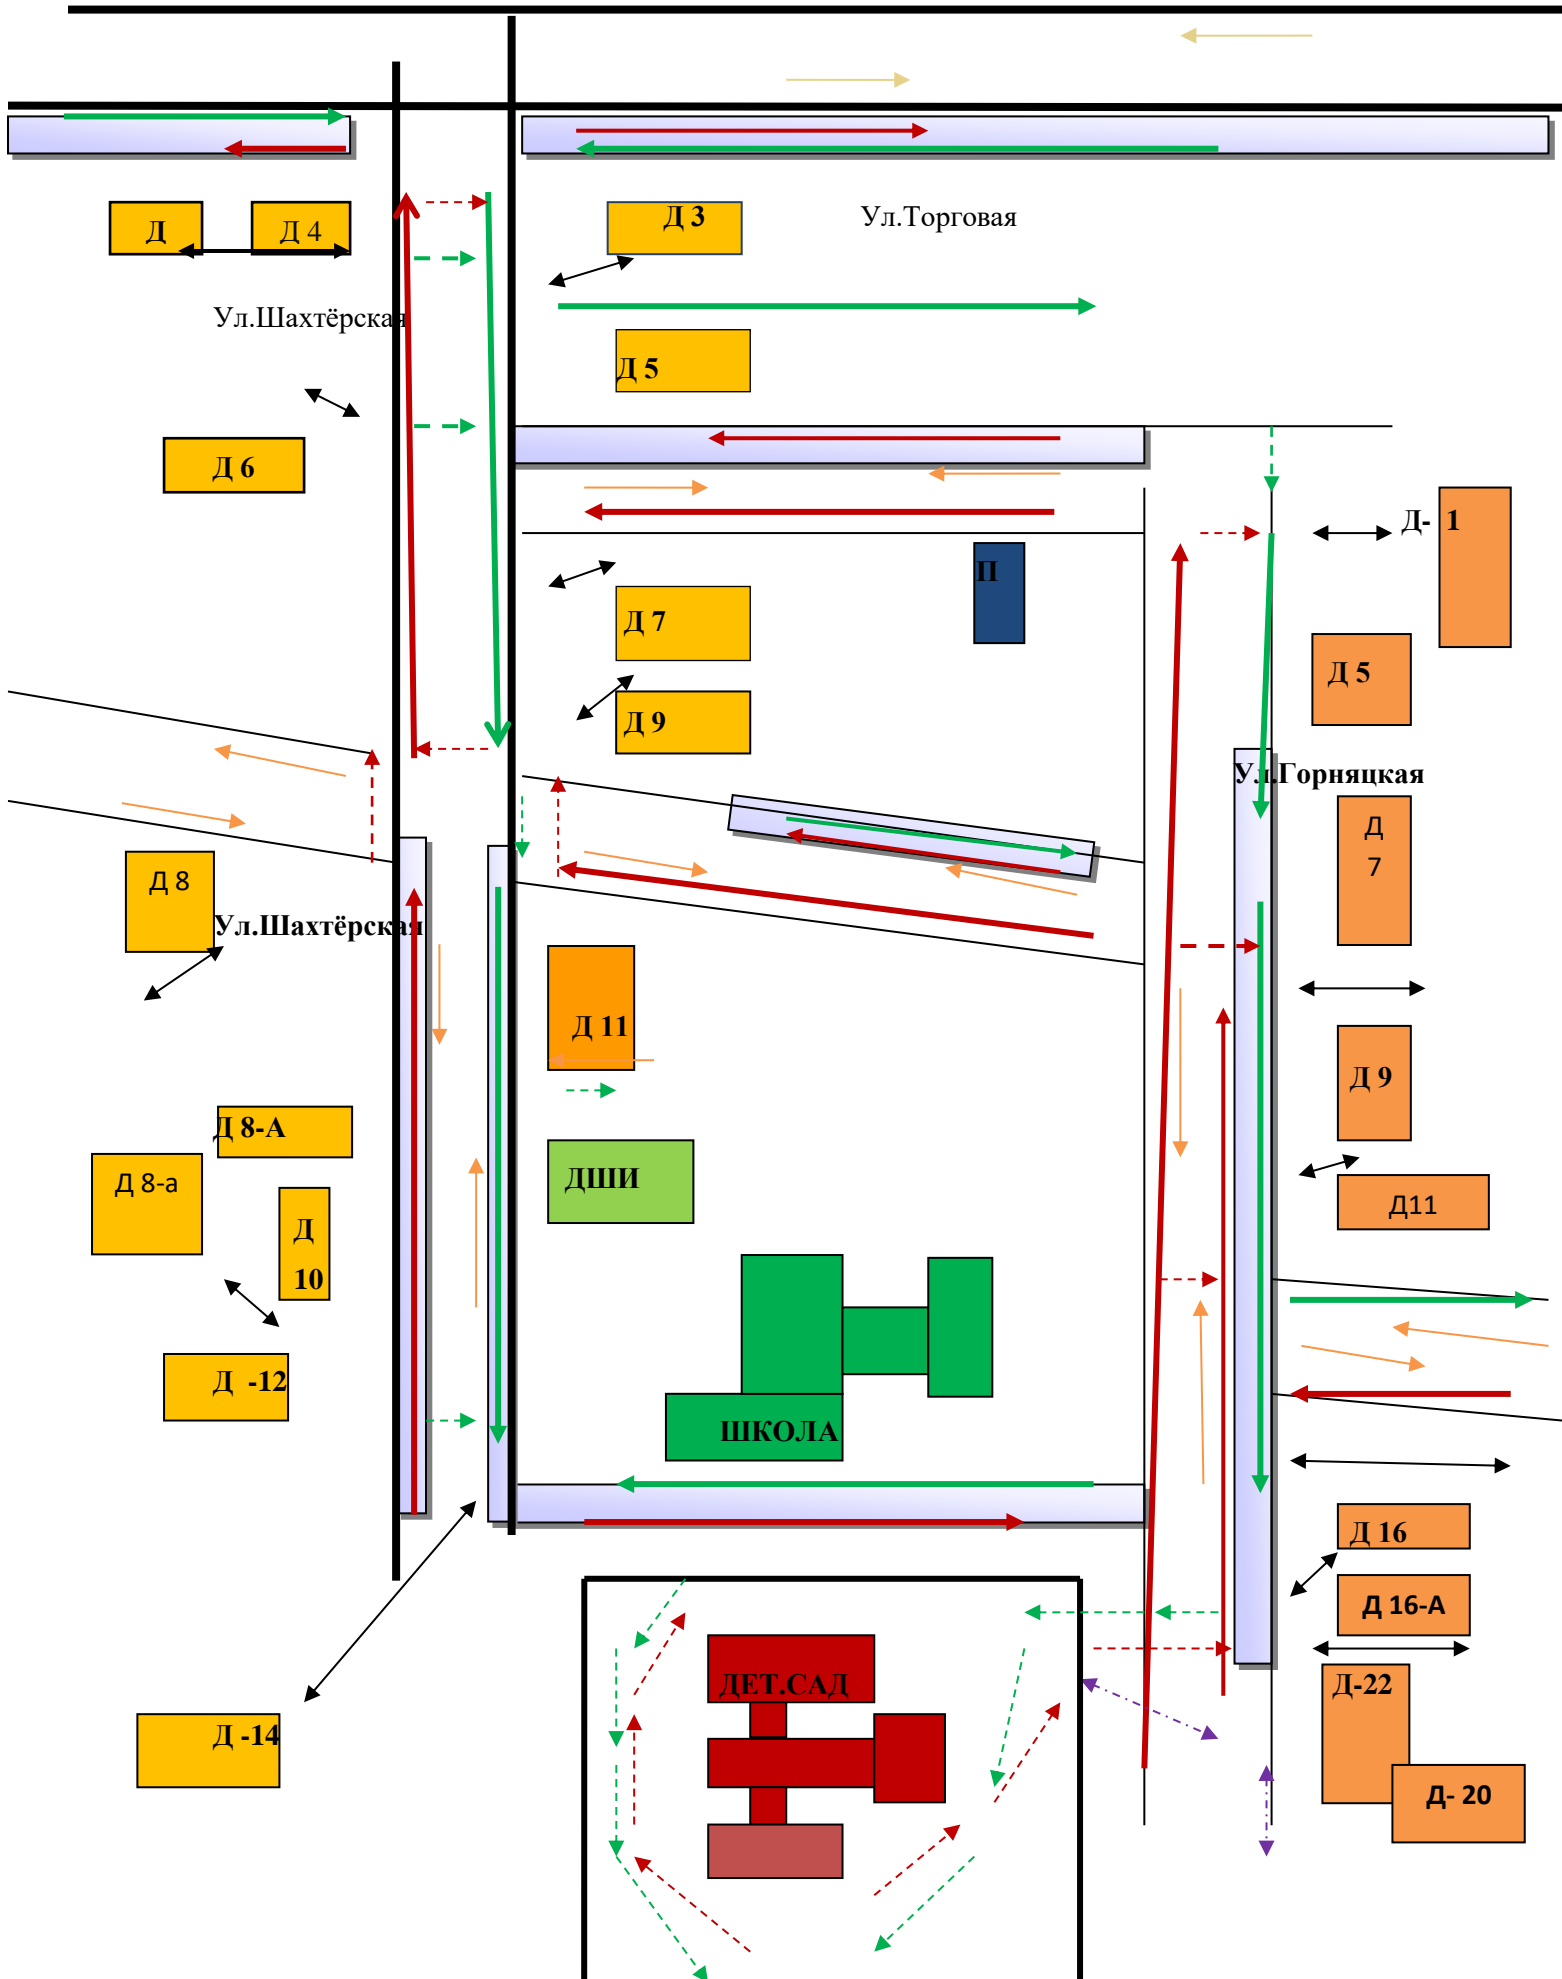 Д
Д 4
Д 3
Ул.Торговая
Ул.Шахтёрская
Д 5
Д 6
Д- 1
П
Д 7
Д 5
Д 9
Ул.Горняцкая
Д
7
Д 8
Ул.Шахтёрская
Д 11
Д 9
Д 8-А
Д 8-а
ДШИ
Д11
Д
10
Д -12
ШКОЛА
Д 16
Д 16-А
ДЕТ.САД
Д-22
Д -14
Д- 20